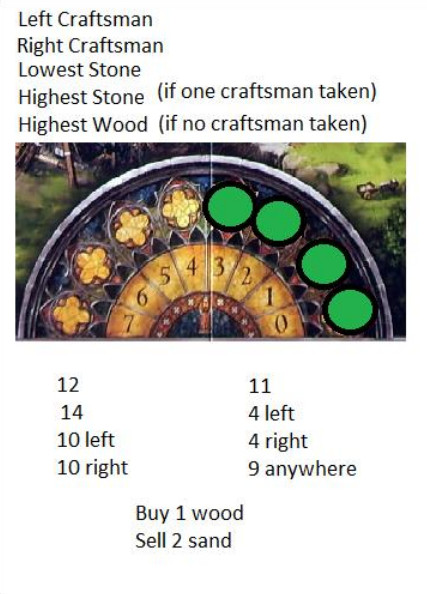 Left Craftsman
Right Craftsman
Lowest Stone
Highest Stone (if one craftsman taken)
Highest Wood (if no craftsman taken)
7 6 5 4 3 2 1 0
12
14
10 left
10 right
11
4 left
4 right
9 anywhere
Buy 1 wood
Sell 2 sand